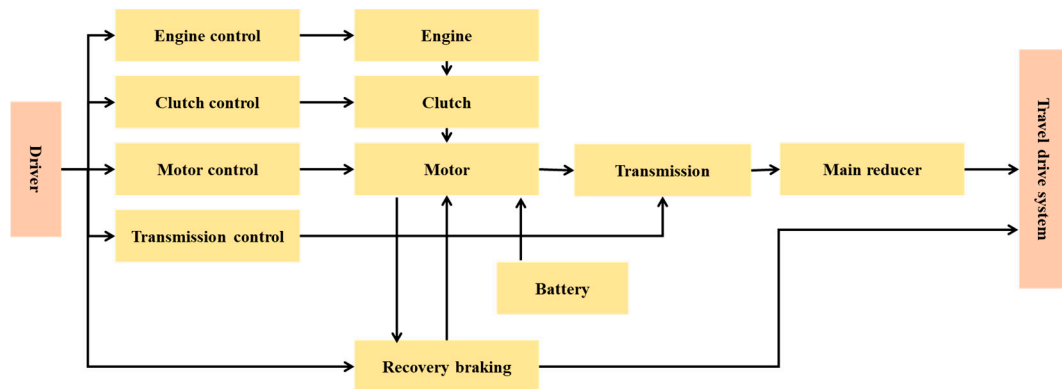 Driver
Engine control
Engine
Clutch control
Clutch
Motor control
Motor
Transmission
Main reducer
Travel drive system
Transmission control
Battery
Recovery braking